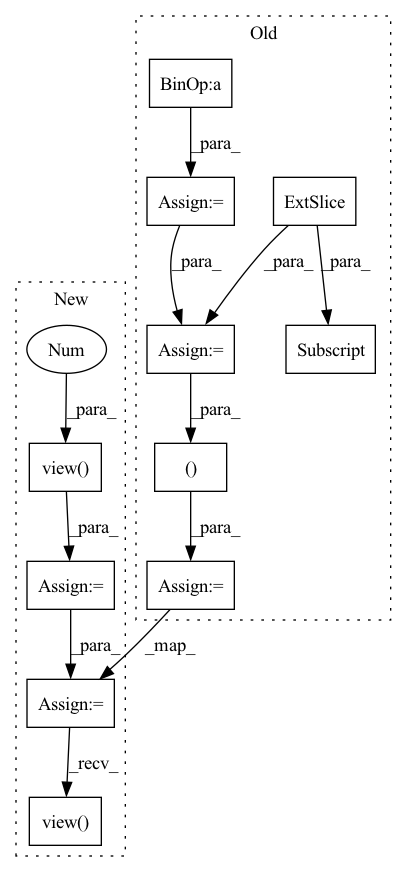 Old
BinOp:a
_para_
Assign:=
ExtSlice
_para_
_para_
_para_
New
Num
Assign:=
Subscript
_para_
_para_
view()
()
_para_
_para_
Assign:=
Assign:=
_para_
_map_
Assign:=
_recv_
view()